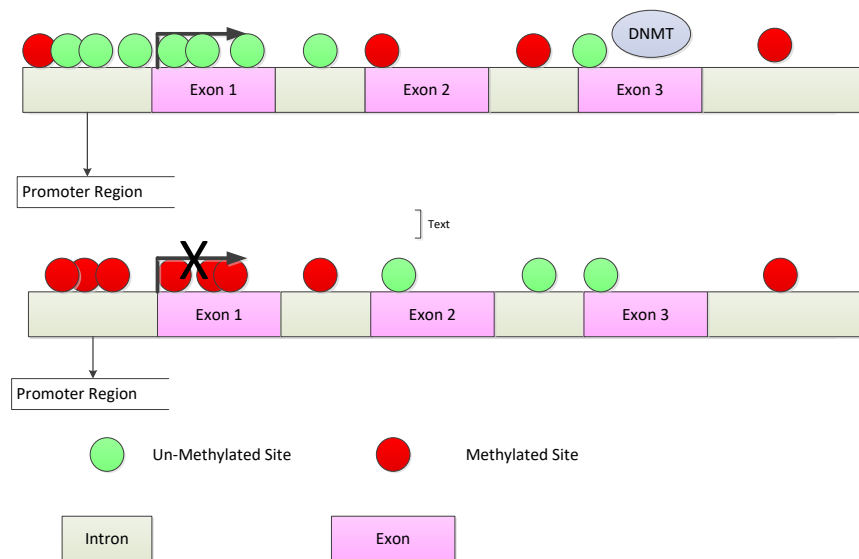 DNMT
Exon 1
Exon 2
Exon 3
Promoter Region
Text
X
Exon 1
Exon 2
Exon 3
Promoter Region
Un-Methylated Site
Methylated Site
Intron
Exon